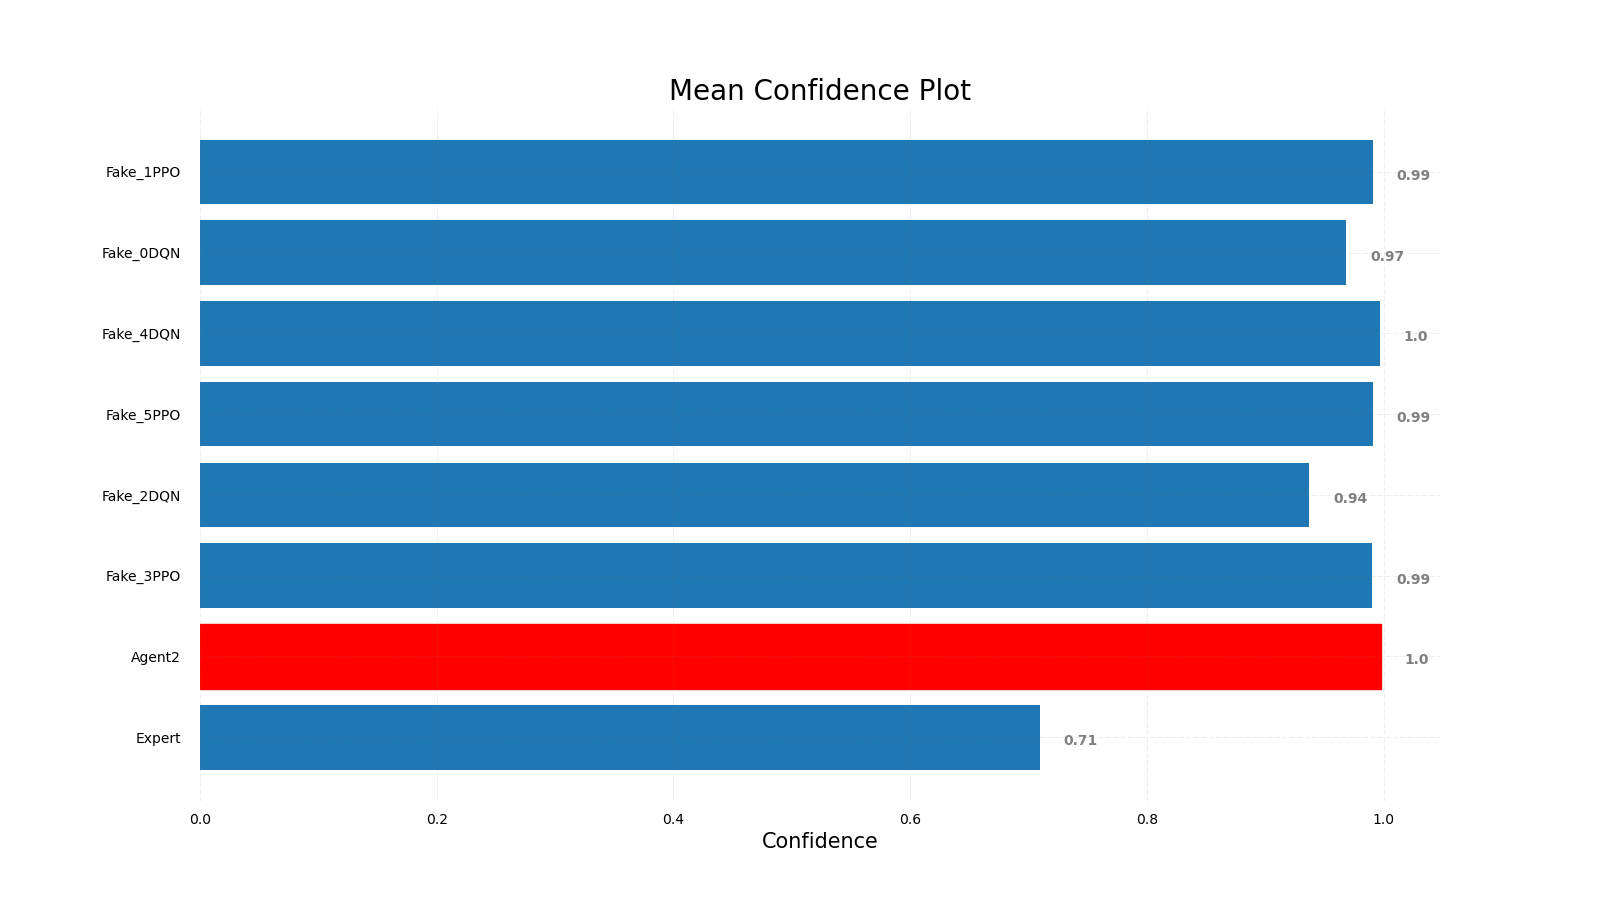 Mean Confidence Plot
Fake_1PPO 0.99
Fake_0DQN 0.97
Fake_4DQN 1.0
Fake_5PPO 0.99
Fake_2DQN 0.94
Fake_3PPO 0.99
Agent2 1.0
Expert 0.71
0.0 0.2 0.4 0.6 0.8 1.0
Confidence